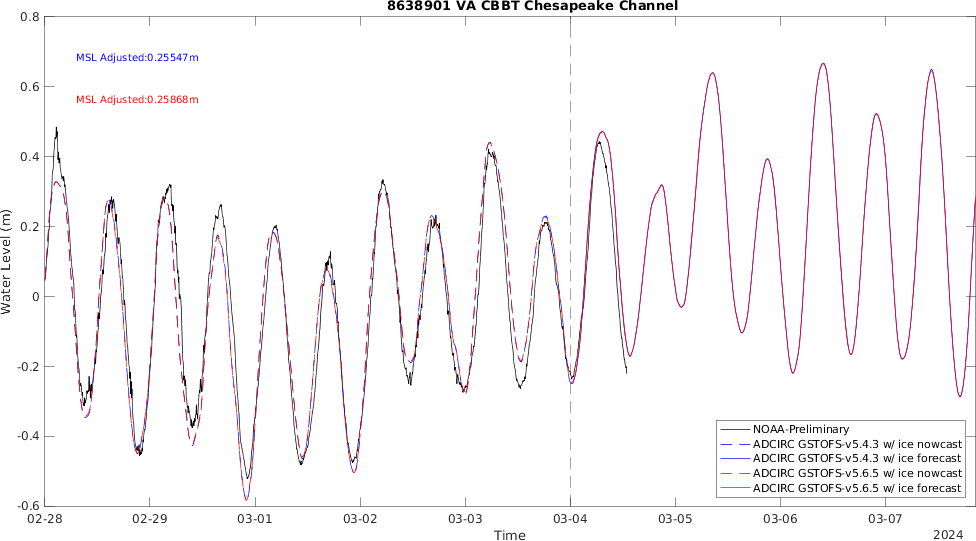 8638901 VA CBBT Chesapeake Channel
0.8
0.6
0.4
0.2
0
-0.2
-0.4
-0.6
Water Level (m)
MSL Adjusted:0.25547m
MSL Adjusted:0.25868m
NOAA-Preliminary
ADCIRC GSTOFS-v5.4.3 w/ ice nowcast
ADCIRC GSTOFS-v5.4.3 w/ ice forecast
ADCIRC GSTOFS-v5.6.5 w/ ice nowcast
ADCIRC GSTOFS-v5.6.5 w/ ice forecast
02-28 02-29 03-01 03-02 03-03 03-04 03-05 03-06 03-07
Time
2024